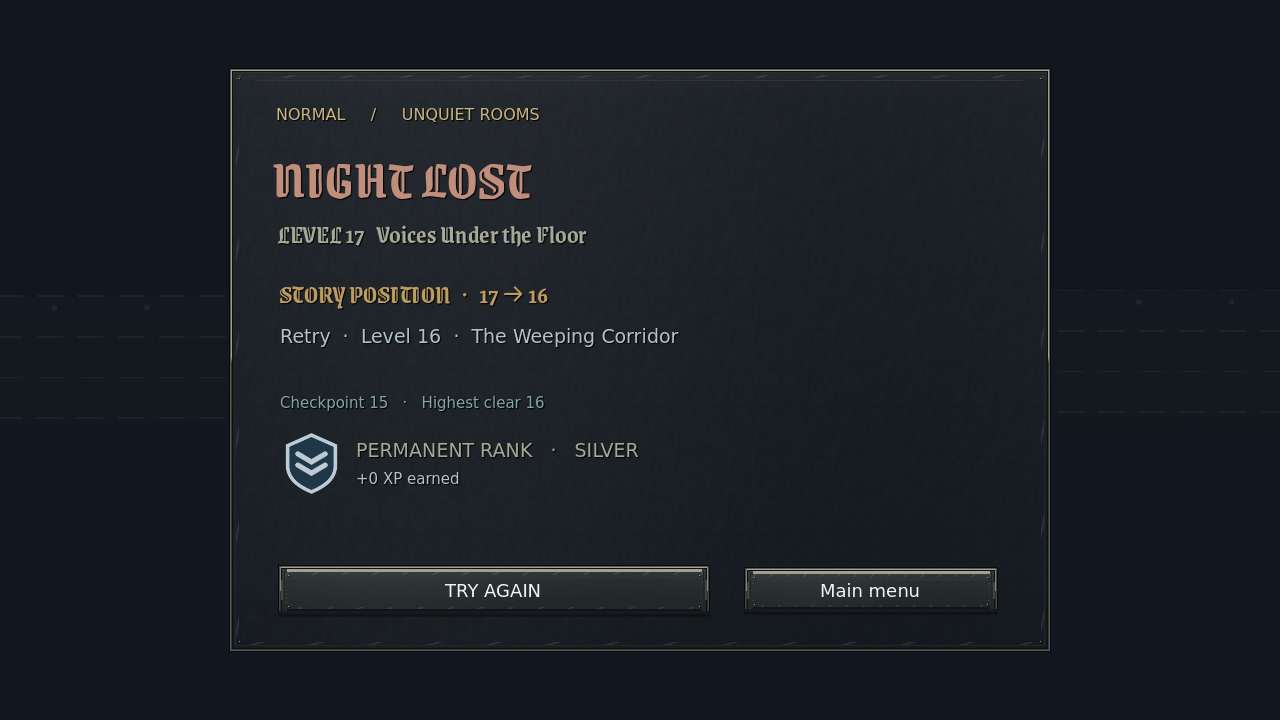 NORMAL / UNQUIET ROOMS
NIGHT LOST
LEVEL 17 Voices Under the Floor
STORY POSITION · 17 → 16
Retry · Level 16 · The Weeping Corridor
Checkpoint 15 · Highest clear 16
PERMANENT RANK · SILVER
+0 XP earned
TRY AGAIN
Main menu